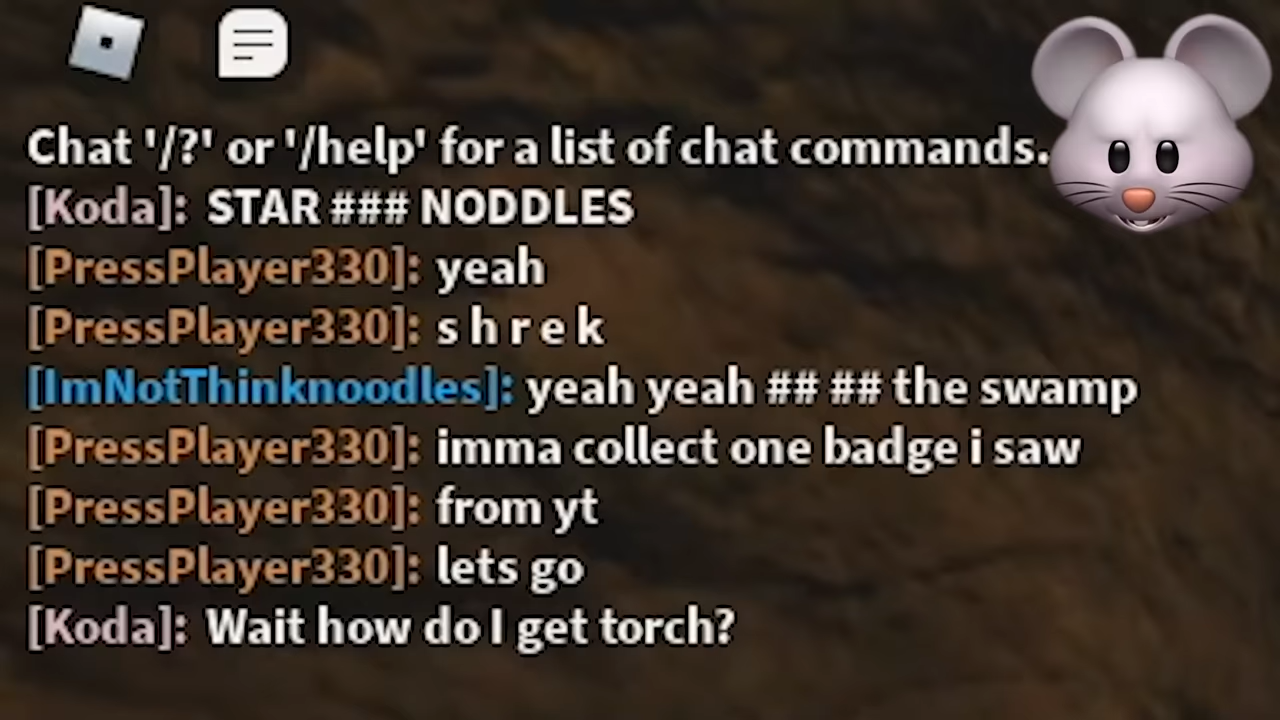 Chat '/?' or '/help' for a list of chat commands.
[Koda]: STAR ### NODDLES
[PressPlayer330]: yeah
[PressPlayer330]: s h r e k
[ImNotThinknoodles]: yeah yeah ## ## the swamp
[PressPlayer330]: imma collect one badge i saw
[PressPlayer330]: from yt
[PressPlayer330]: lets go
[Koda]: Wait how do I get torch?